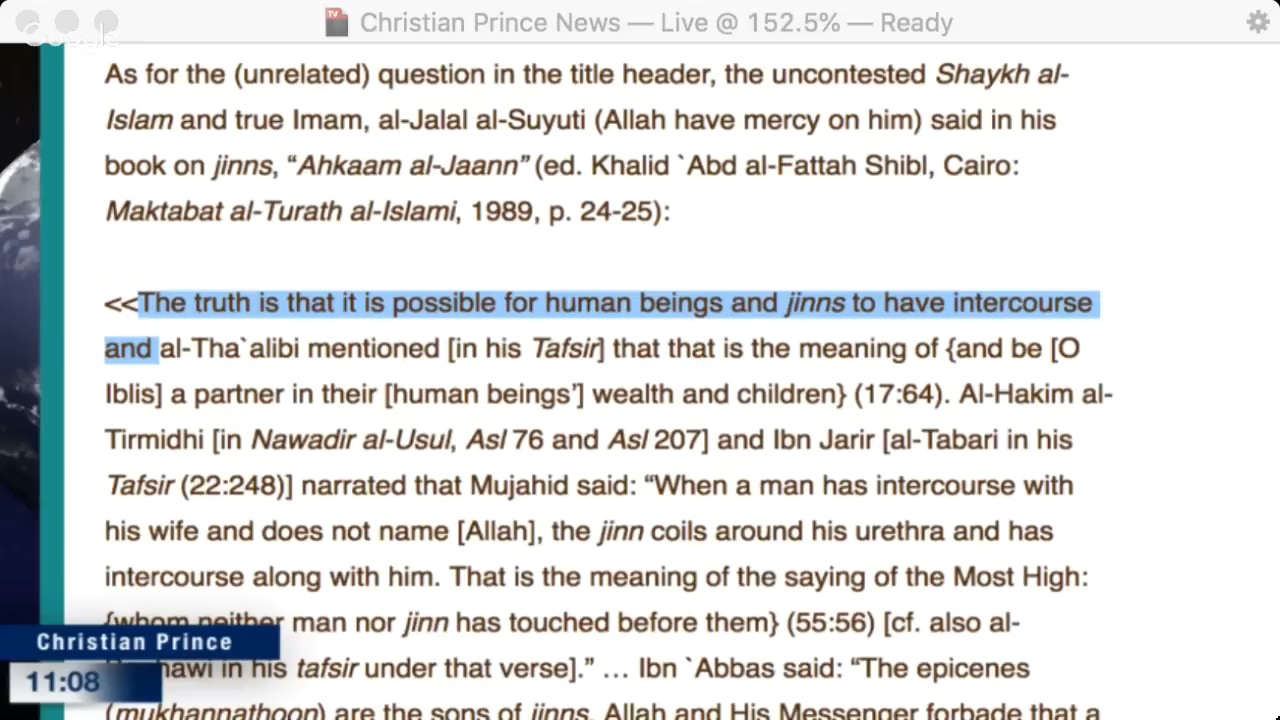 Christian Prince News — Live @ 152.5% — Ready
Google
As for the (unrelated) question in the title header, the uncontested Shaykh al-
Islam and true Imam, al-Jalal al-Suyuti (Allah have mercy on him) said in his
book on jinns, “Ahkaam al-Jaann” (ed. Khalid `Abd al-Fattah Shibl, Cairo:
Maktabat al-Turath al-Islami, 1989, p. 24-25):
<<The truth is that it is possible for human beings and jinns to have intercourse
and al-Tha`alibi mentioned [in his Tafsir] that that is the meaning of {and be [O
Iblis] a partner in their [human beings’] wealth and children} (17:64). Al-Hakim al-
Tirmidhi [in Nawadir al-Usul, Asl 76 and Asl 207] and Ibn Jarir [al-Tabari in his
Tafsir (22:248)] narrated that Mujahid said: “When a man has intercourse with
his wife and does not name [Allah], the jinn coils around his urethra and has
intercourse along with him. That is the meaning of the saying of the Most High:
{whom neither man nor jinn has touched before them} (55:56) [cf. also al-
in his tafsir under that verse].” … Ibn `Abbas said: “The epicenes
(mukhannathoon) are the sons of jinns. Allah and His Messenger forbade that a
Christian Prince
11:08